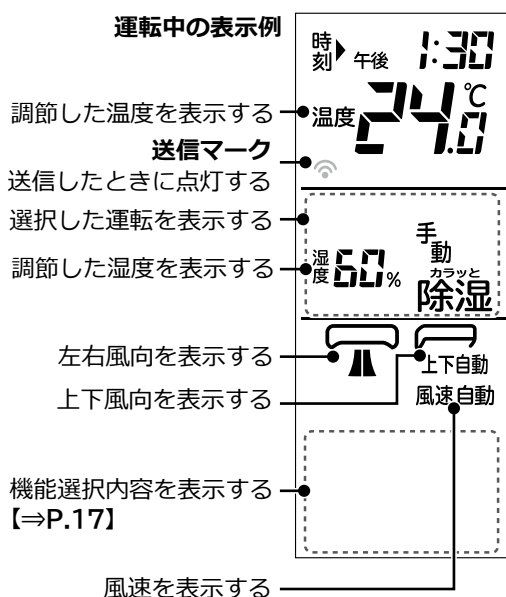 運転中の表示例
時刻 午後 1:30
調節した温度を表示する
温度 24.0 ℃
送信マーク
送信したときに点灯する
選択した運転を表示する
手動
調節した湿度を表示する
湿度 60%
カラッと
除湿
左右風向を表示する
上下自動
上下風向を表示する
風速自動
機能選択内容を表示する
【⇒P.17】
風速を表示する